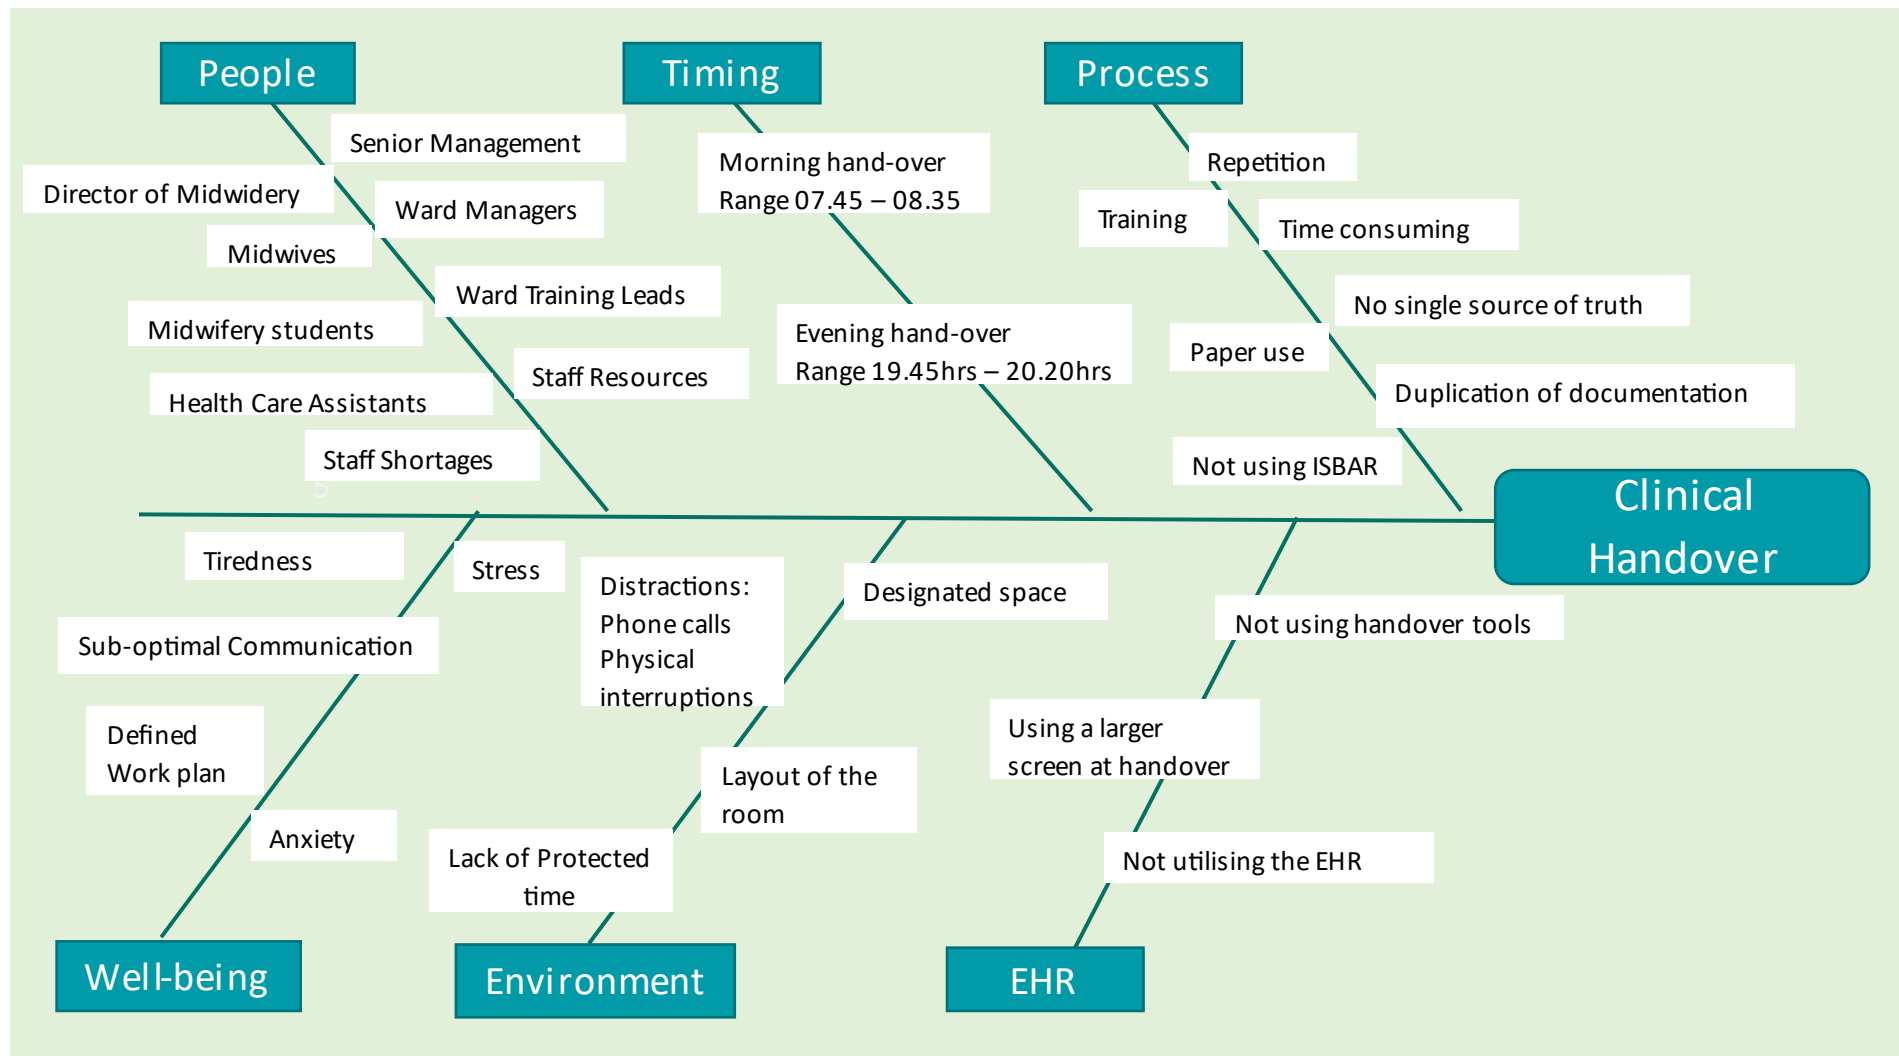 People
Timing
Process
Senior Management
Director of Midwidery
Ward Managers
Midwives
Ward Training Leads
Midwifery students
Staff Resources
Health Care Assistants
Staff Shortages
s
Morning hand-over
Range 07.45 – 08.35
Evening hand-over
Range 19.45hrs – 20.20hrs
Repetition
Training
Time consuming
No single source of truth
Paper use
Duplication of documentation
Not using ISBAR
Clinical
Handover
Tiredness
Stress
Sub-optimal Communication
Defined
Work plan
Anxiety
Distractions:
Phone calls
Physical
interruptions
Designated space
Layout of the
room
Lack of Protected
time
Not using handover tools
Using a larger
screen at handover
Not utilising the EHR
Well-being
Environment
EHR